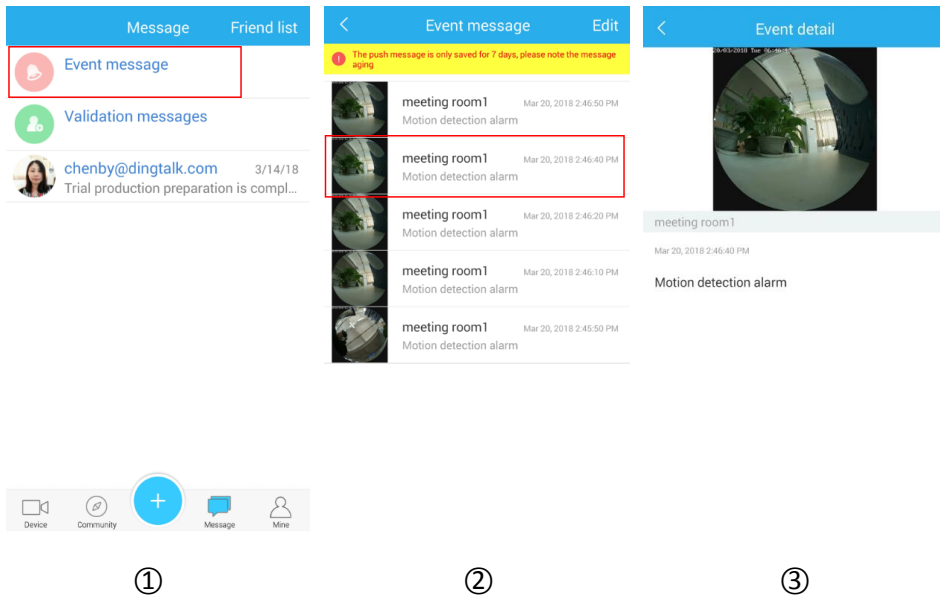 Message
Friend list
Event message
Validation messages
chenby@dingtalk.com 3/14/18
Trial production preparation is compl...
Device
Community
+
Message
Mine
①
Event message
Edit
The push message is only saved for 7 days, please note the message
aging
meeting room1 Mar 20, 2018 2:46:50 PM
Motion detection alarm
meeting room1 Mar 20, 2018 2:46:40 PM
Motion detection alarm
meeting room1 Mar 20, 2018 2:46:20 PM
Motion detection alarm
meeting room1 Mar 20, 2018 2:46:10 PM
Motion detection alarm
meeting room1 Mar 20, 2018 2:45:50 PM
Motion detection alarm
②
Event detail
20/03/2018 Tue
meeting room1
Mar 20, 2018 2:46:40 PM
Motion detection alarm
③